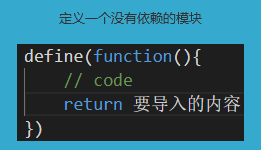 定义一个没有依赖的模块
define(function(){
    // code
    return 要导入的内容
})